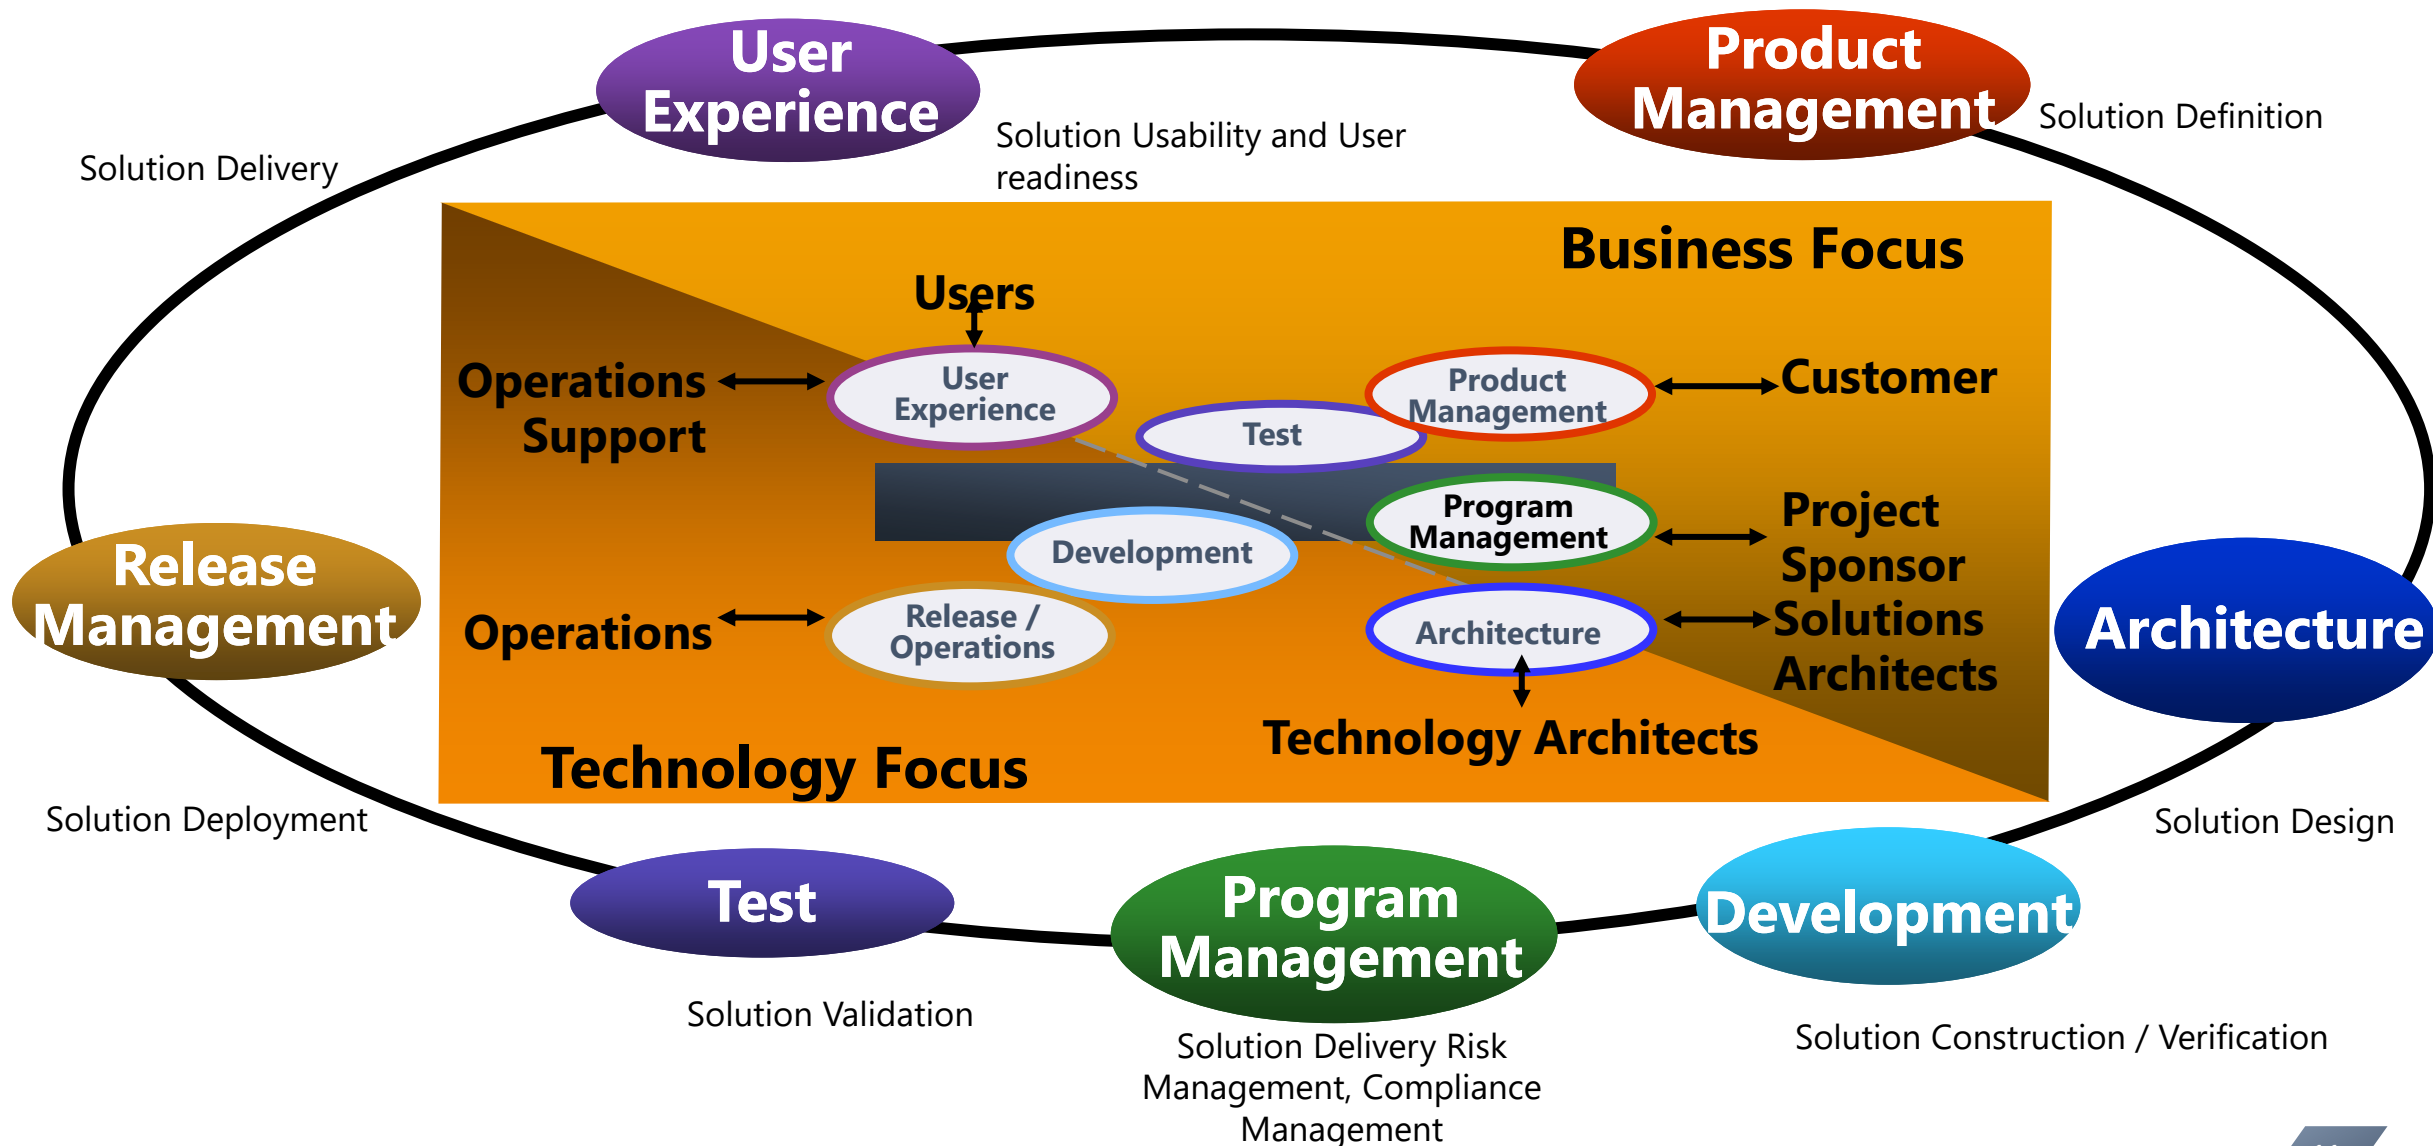 User
Experience
Product
Management
Solution Definition
Solution Usability and User
readiness
Solution Delivery
Business Focus
Users
Operations
Support
User
Experience
Test
Product
Management
Customer
Program
Management
Project
Sponsor
Development
Release /
Operations
Operations
Architecture
Solutions
Architects
Technology Architects
Technology Focus
Release
Management
Architecture
Solution Deployment
Solution Design
Test
Program
Management
Development
Solution Validation
Solution Construction / Verification
Solution Delivery Risk
Management, Compliance
Management